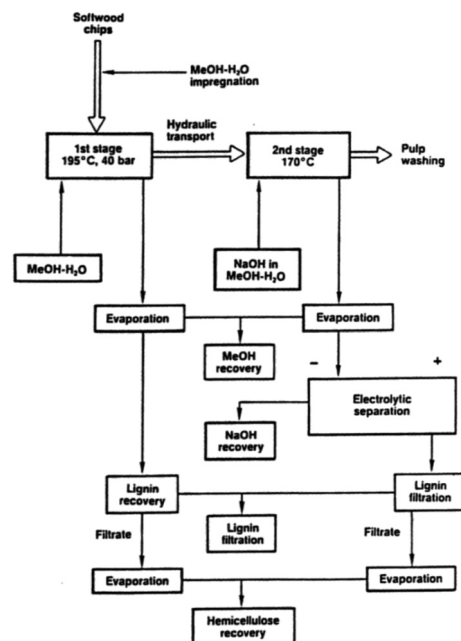 Softwood
chips
MeOH-H₂O
impregnation
Hydraulic
transport
1st stage
195°C, 40 bar
2nd stage
170°C
Pulp
washing
MeOH-H₂O
NaOH in
MeOH-H₂O
Evaporation
Evaporation
MeOH
recovery
− +
Electrolytic
separation
NaOH
recovery
Lignin
recovery
Lignin
filtration
Lignin
filtration
Filtrate
Filtrate
Evaporation
Evaporation
Hemicellulose
recovery